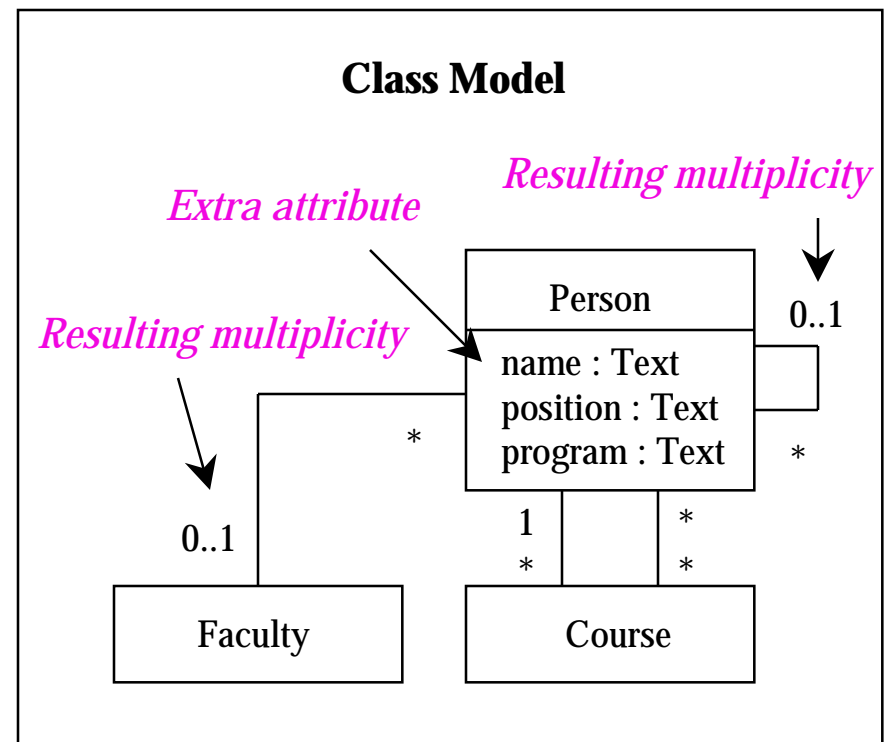 Class Model
Resulting multiplicity
Extra attribute
Person
0..1
Resulting multiplicity
name : Text
position : Text
program : Text
*
*
0..1
1
*
*
*
Faculty
Course